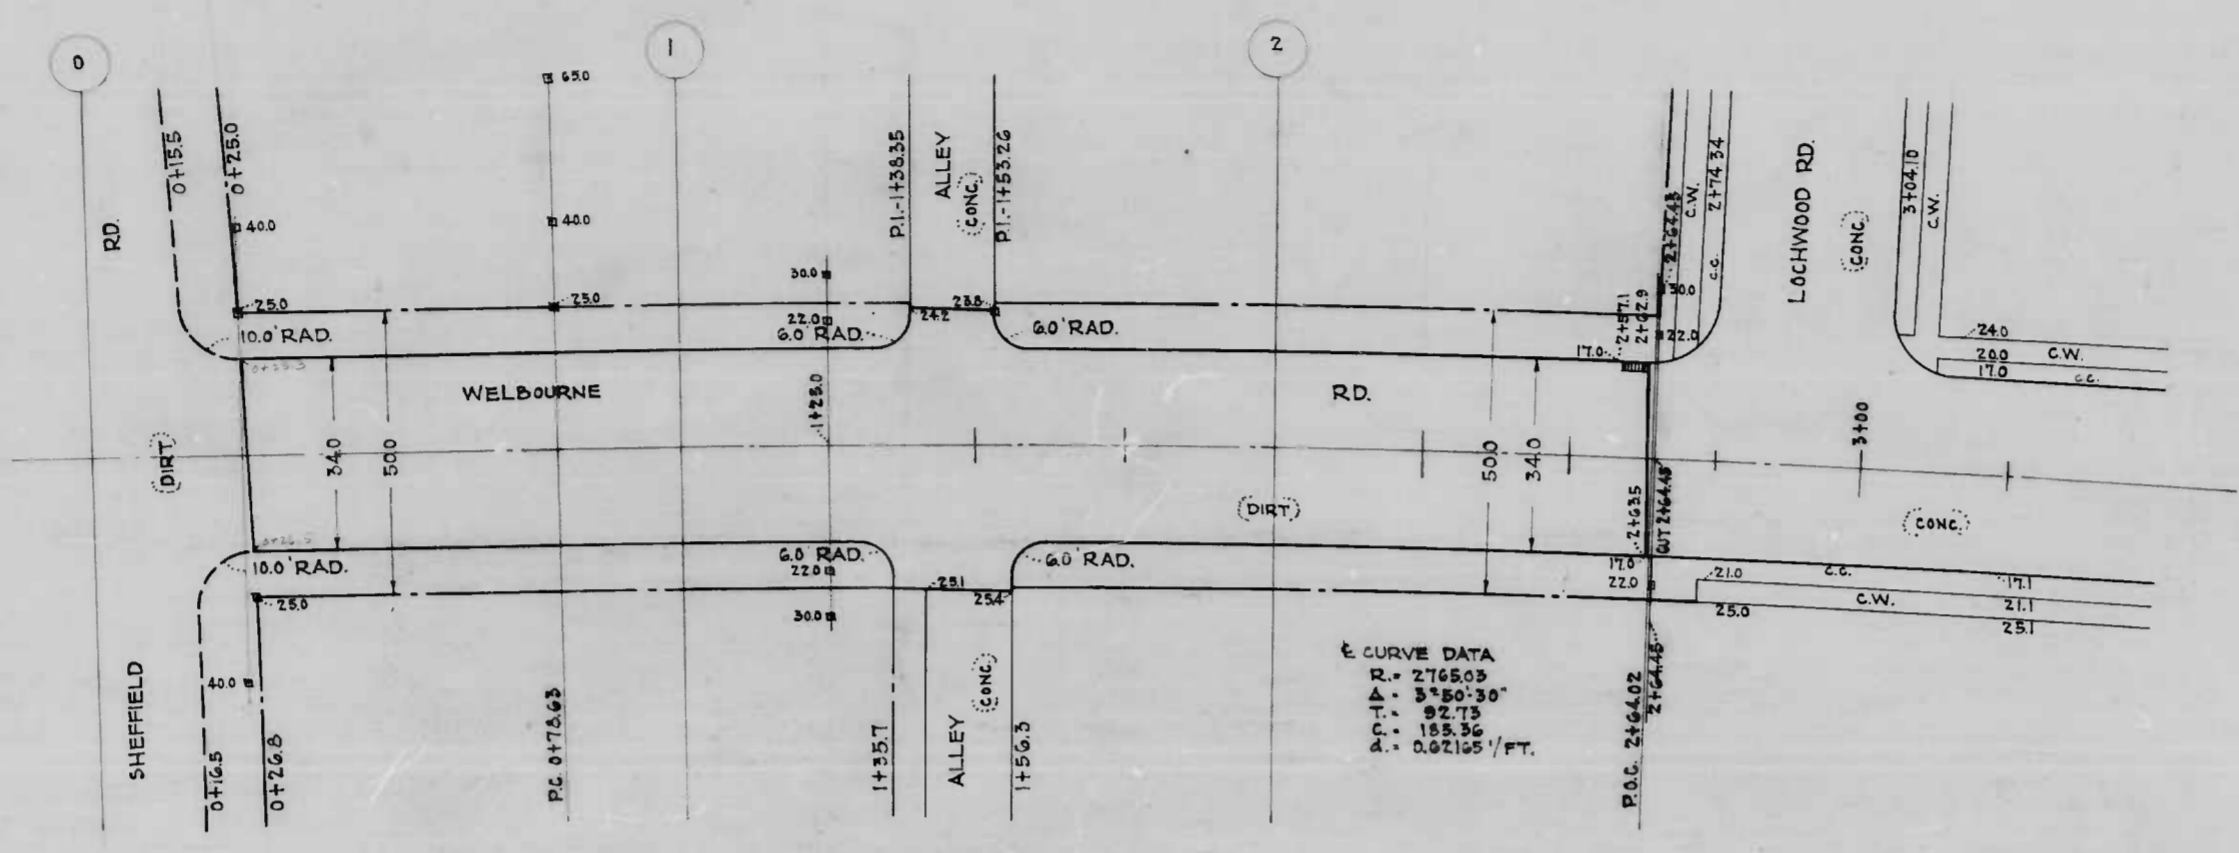 0
1
2
RD.
0+15.5
0+25.0
40.0
65.0
40.0
25.0
25.0
10.0' RAD.
30.0
22.0
6.0' RAD.
P.I.-1+38.35
ALLEY
(CONC.)
P.I.-1+53.26
24.2
23.8
6.0' RAD.
17.0
2+57.1
2+62.9
30.0
22.0
2+64.45
C.W.
C.C.
2+74.34
LOCHWOOD RD.
(CONC.)
3+04.10
C.W.
24.0
20.0
17.0
C.W.
C.C.
WELBOURNE
RD.
1+25.0
(DIRT)
34.0
50.0
50.0
34.0
3+00
(DIRT)
(CONC.)
2+63.5
CUT 2+64.45
10.0' RAD.
25.0
40.0
6.0' RAD.
22.0
30.0
25.1
25.4
6.0' RAD.
17.0
22.0
21.0
C.C.
17.1
C.W.
21.1
25.0
25.1
SHEFFIELD
0+16.5
0+26.8
P.C. 0+78.63
1+35.7
ALLEY
(CONC.)
1+56.3
℄ CURVE DATA
R.= 2765.03
Δ = 3°50'-30"
T.= 92.73
C.= 185.36
d.= 0.62165'/FT.
P.O.C. 2+64.02
2+64.45